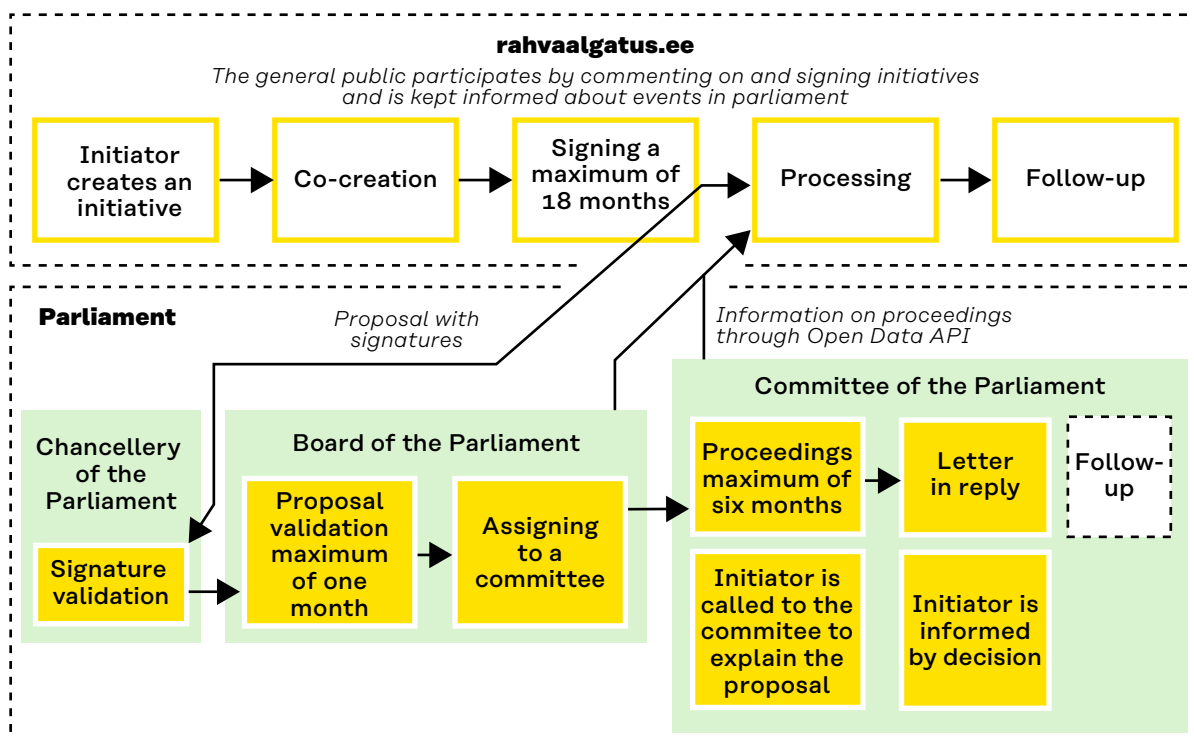 rahvaalgatus.ee
The general public participates by commenting on and signing initiatives
and is kept informed about events in parliament
Initiator
creates an
initiative
Co-creation
Signing a
maximum of
18 months
Processing
Follow-up
Parliament
Proposal with
signatures
Information on proceedings
through Open Data API
Chancellery
of the
Parliament
Signature
validation
Board of the Parliament
Proposal
validation
maximum
of one
month
Assigning
to a
committee
Committee of the Parliament
Proceedings
maximum of
six months
Letter
in reply
Follow-
up
Initiator is
called to the
commitee to
explain the
proposal
Initiator is
informed
by decision